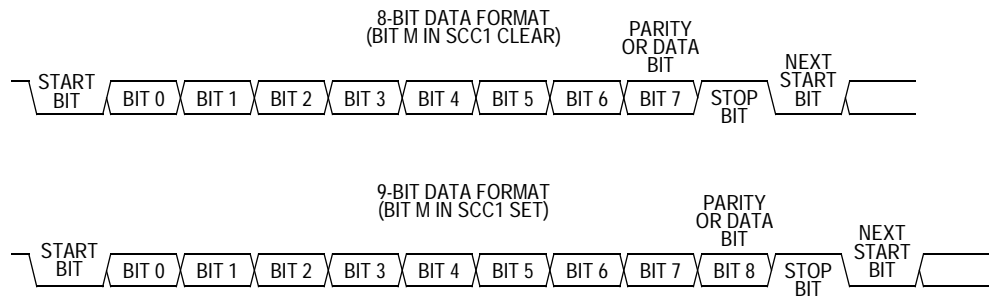 8-BIT DATA FORMAT
(BIT M IN SCC1 CLEAR)
PARITY
OR DATA
BIT
START
BIT
BIT 0
BIT 1
BIT 2
BIT 3
BIT 4
BIT 5
BIT 6
BIT 7
STOP
BIT
NEXT
START
BIT
9-BIT DATA FORMAT
(BIT M IN SCC1 SET)
PARITY
OR DATA
BIT
START
BIT
BIT 0
BIT 1
BIT 2
BIT 3
BIT 4
BIT 5
BIT 6
BIT 7
BIT 8
STOP
BIT
NEXT
START
BIT